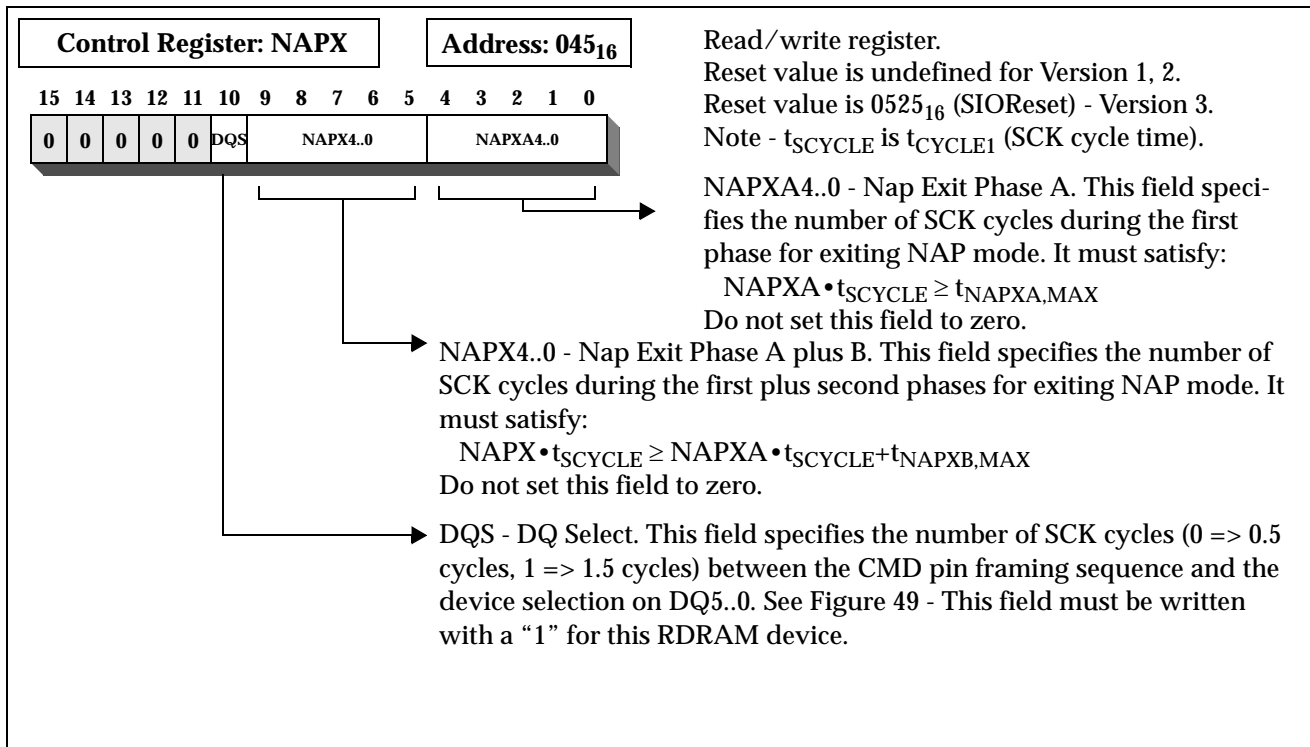 Control Register: NAPX
Address: 045₁₆
15 14 13 12 11 10 9 8 7 6 5 4 3 2 1 0
0 0 0 0 0 DQS NAPX4..0 NAPXA4..0
Read/write register.
Reset value is undefined for Version 1, 2.
Reset value is 0525₁₆ (SIOReset) - Version 3.
Note - tSCYCLE is tCYCLE1 (SCK cycle time).
NAPXA4..0 - Nap Exit Phase A. This field speci-
fies the number of SCK cycles during the first
phase for exiting NAP mode. It must satisfy:
NAPXA•tSCYCLE ≥ tNAPXA,MAX
Do not set this field to zero.
NAPX4..0 - Nap Exit Phase A plus B. This field specifies the number of
SCK cycles during the first plus second phases for exiting NAP mode. It
must satisfy:
NAPX•tSCYCLE ≥ NAPXA•tSCYCLE+tNAPXB,MAX
Do not set this field to zero.
DQS - DQ Select. This field specifies the number of SCK cycles (0 => 0.5
cycles, 1 => 1.5 cycles) between the CMD pin framing sequence and the
device selection on DQ5..0. See Figure 49 - This field must be written
with a “1” for this RDRAM device.